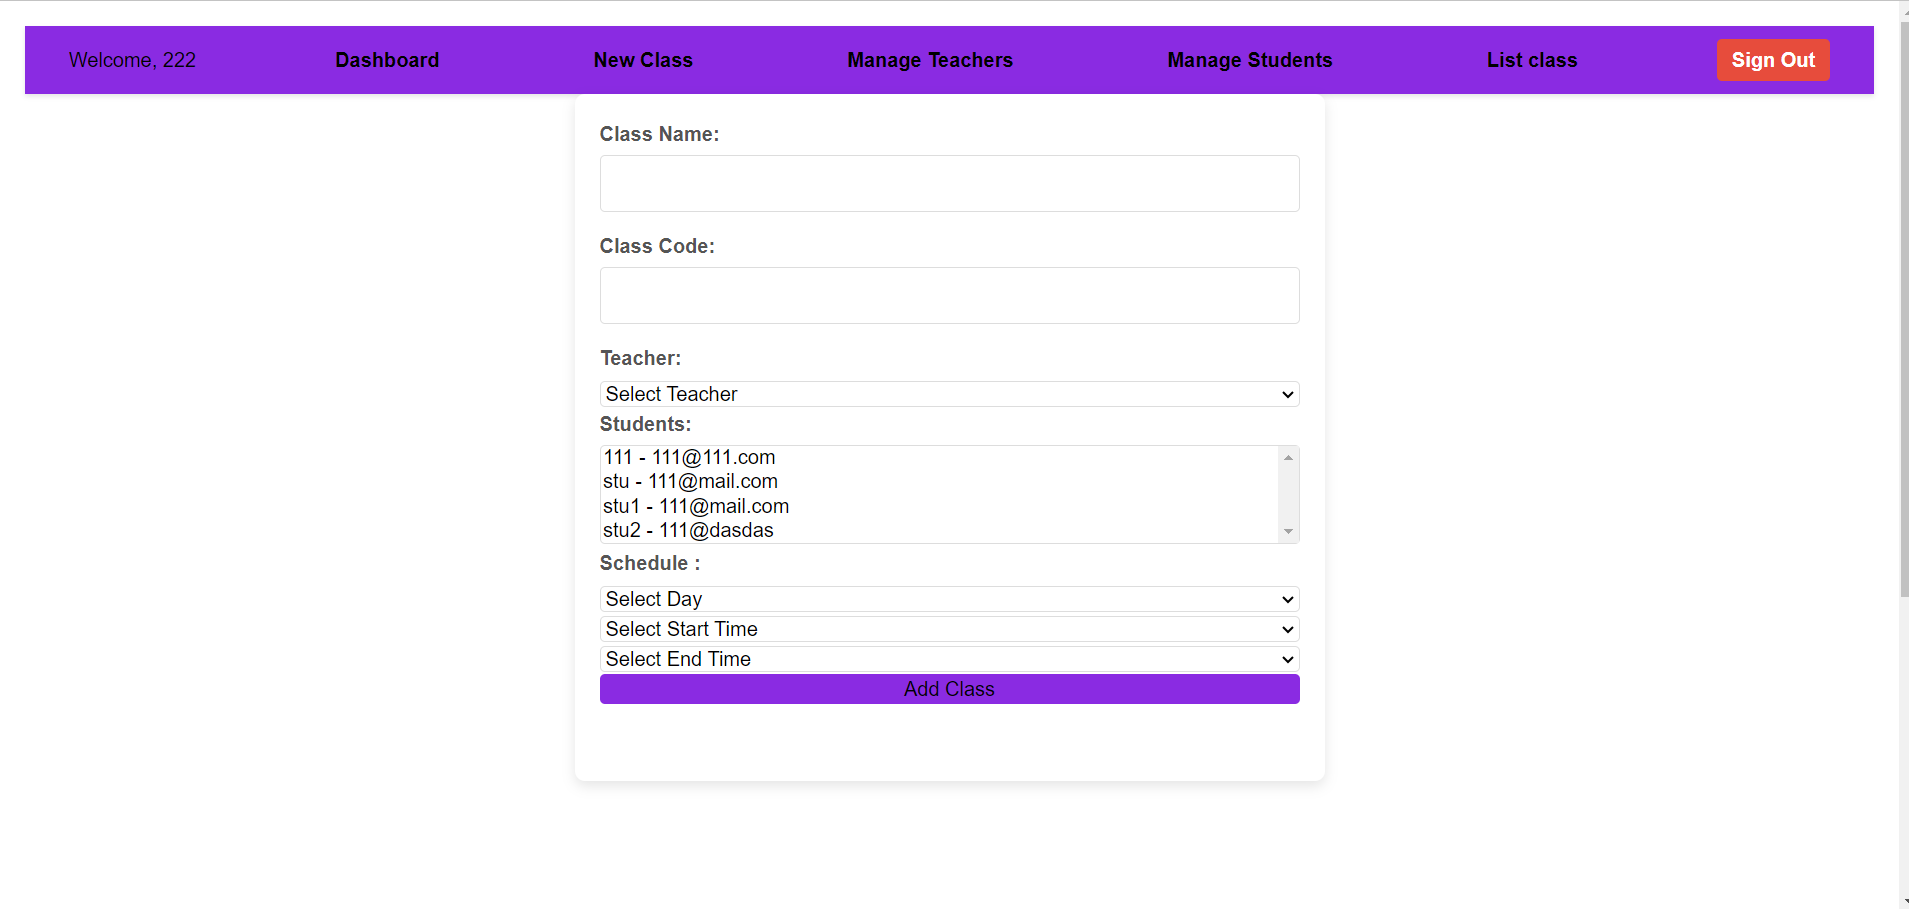 Welcome, 222 Dashboard New Class Manage Teachers Manage Students List class Sign Out
Class Name:
Class Code:
Teacher:
Select Teacher
Students:
111 - 111@111.com
stu - 111@mail.com
stu1 - 111@mail.com
stu2 - 111@dasdas
Schedule :
Select Day
Select Start Time
Select End Time
Add Class